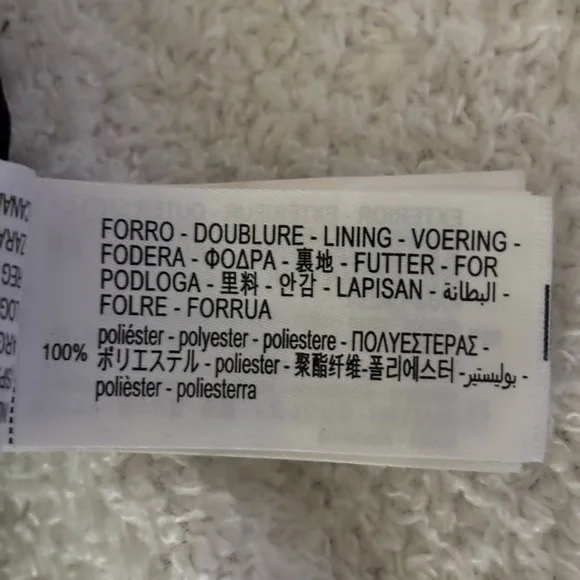 FORRO - DOUBLURE - LINING - VOERING -
FODERA - ΦΟΔΡΑ - 裏地 - FUTTER - FOR
PODLOGA - 里料 - 안감 - LAPISAN - البطانة -
FOLRE - FORRUA
poliéster - polyester - poliestere - ΠΟΛΥΕΣΤΕΡΑΣ -
100% ポリエステル - poliester - 聚酯纤维-폴리에스터 -بوليستير -
polièster - poliesterra